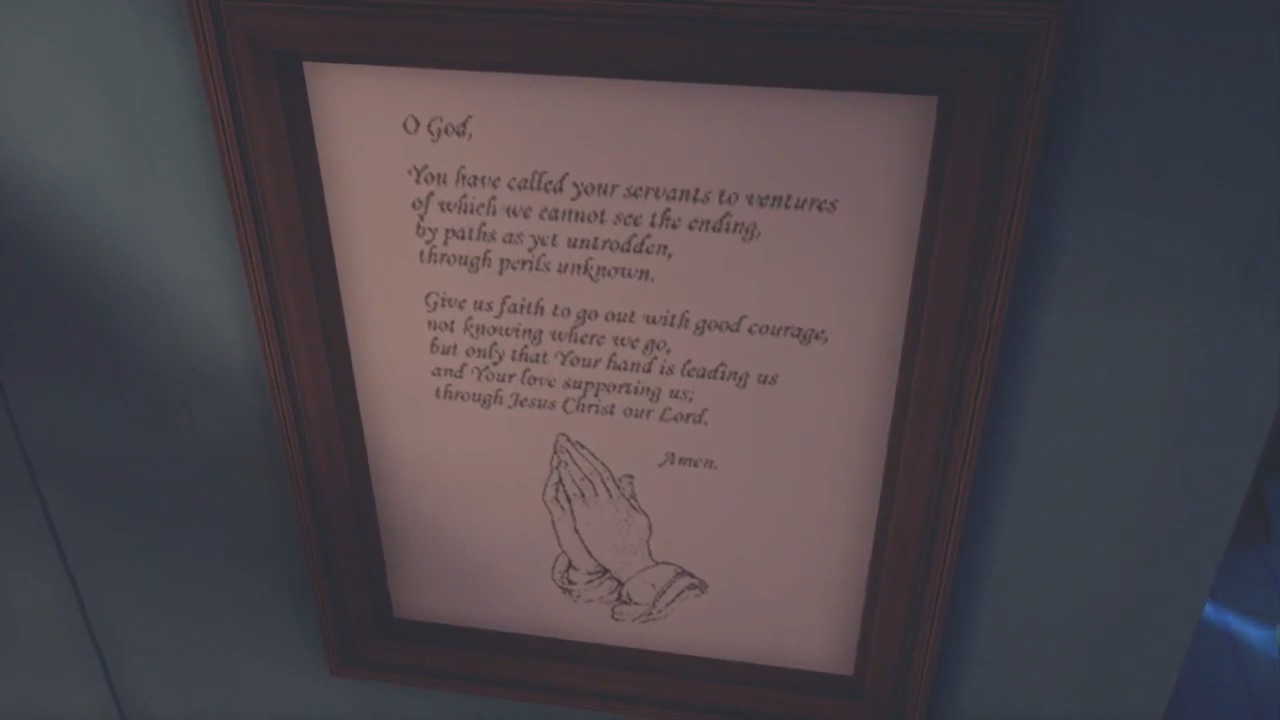 O God,
You have called your servants to ventures
of which we cannot see the ending,
by paths as yet untrodden,
through perils unknown.
Give us faith to go out with good courage,
not knowing where we go,
but only that Your hand is leading us
and Your love supporting us;
through Jesus Christ our Lord.
Amen.